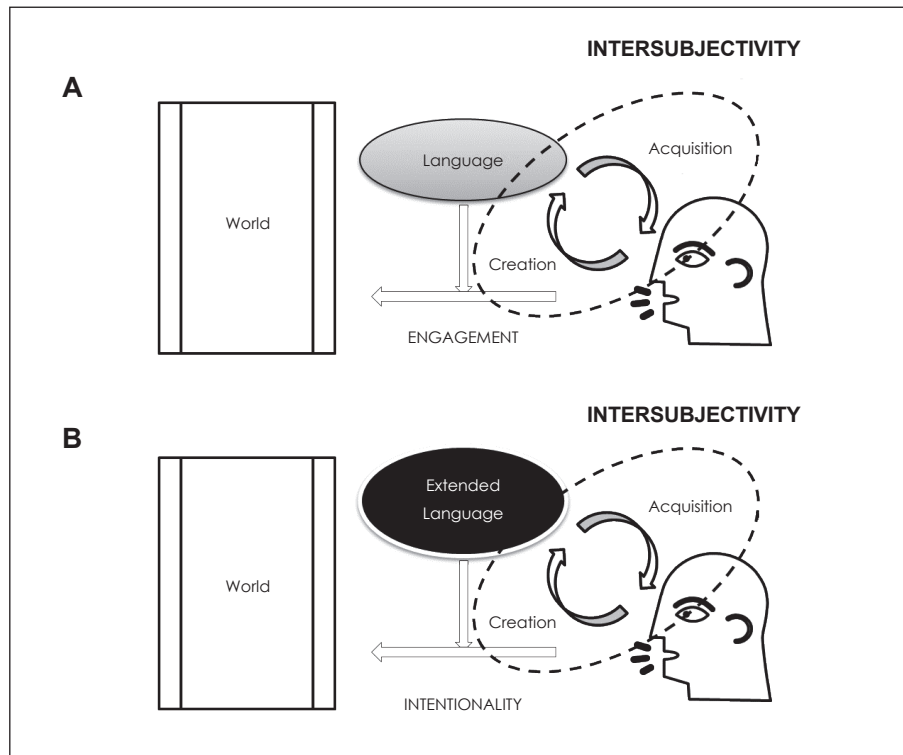 INTERSUBJECTIVITY
A
Language
Acquisition
World
Creation
ENGAGEMENT
INTERSUBJECTIVITY
B
Extended
Language
Acquisition
World
Creation
INTENTIONALITY